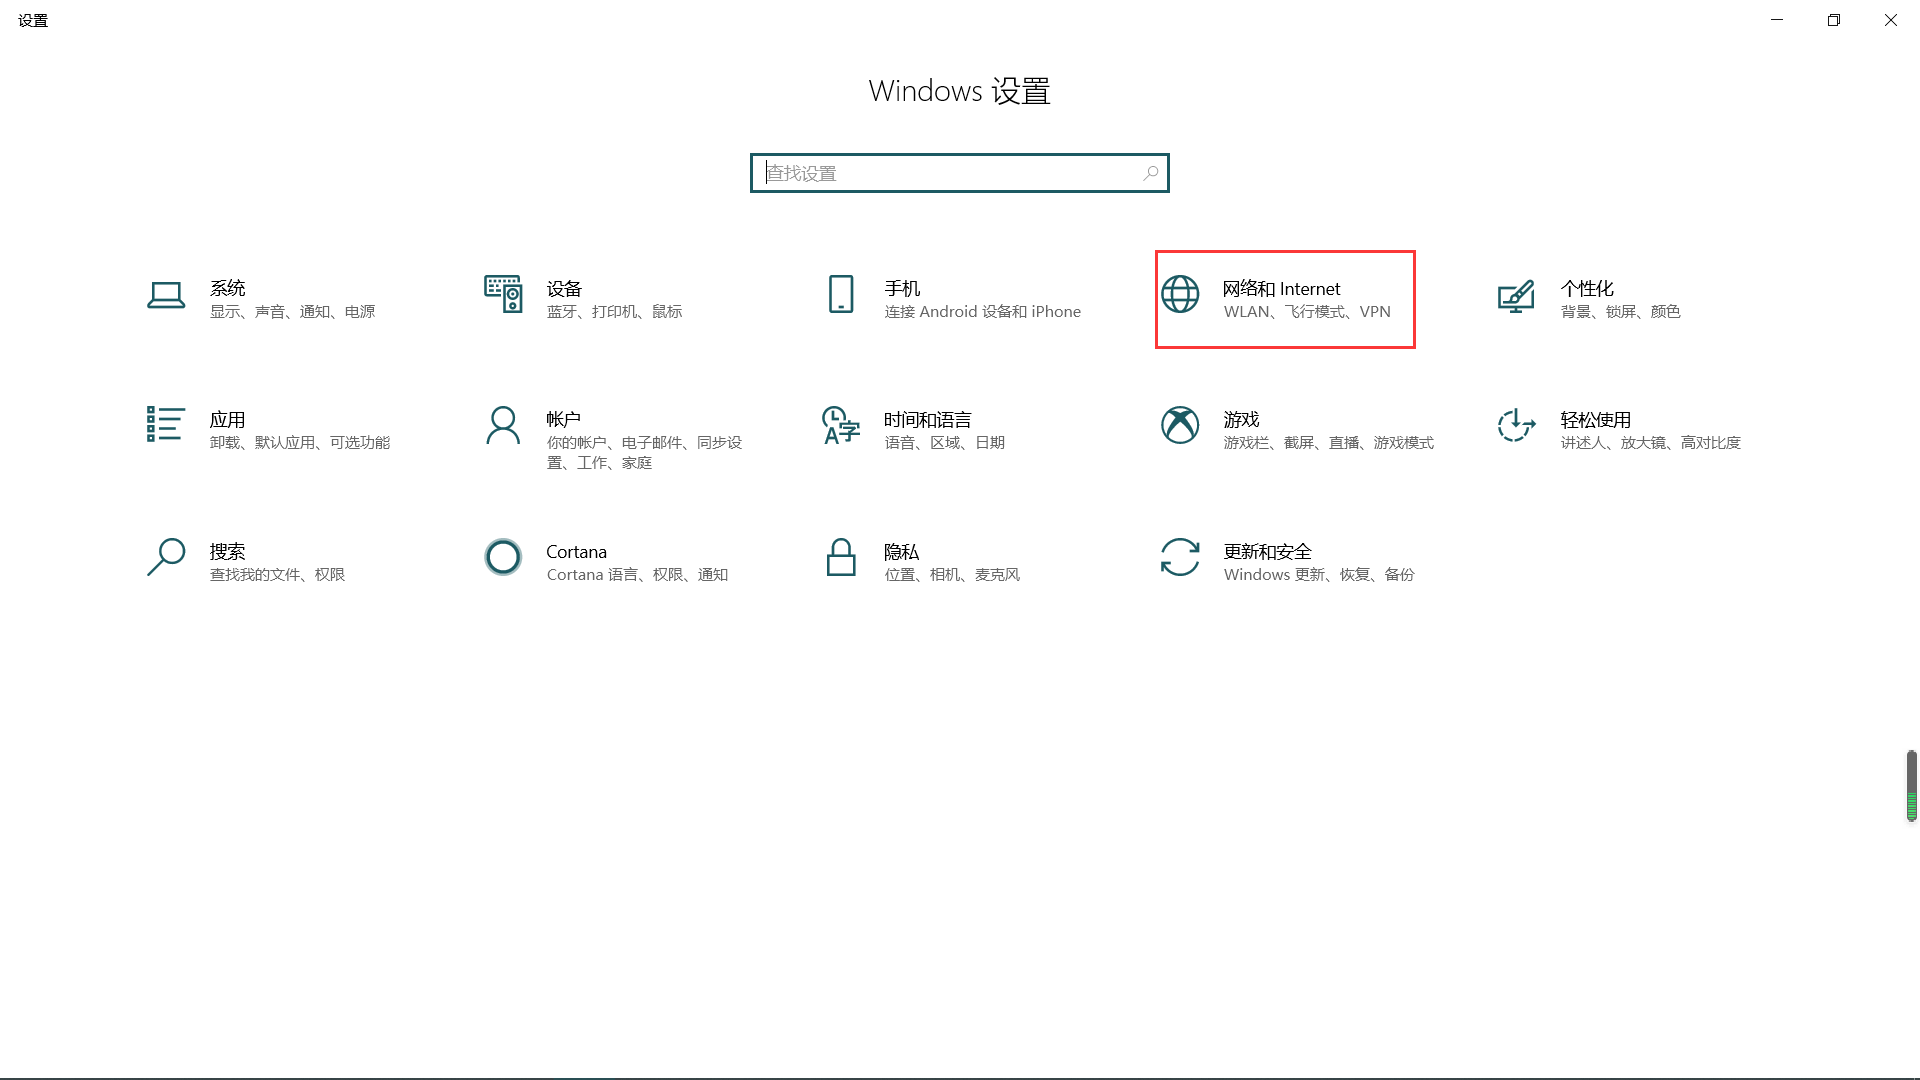 设置
Windows 设置
查找设置
系统
显示、声音、通知、电源
设备
蓝牙、打印机、鼠标
手机
连接 Android 设备和 iPhone
网络和 Internet
WLAN、飞行模式、VPN
个性化
背景、锁屏、颜色
应用
卸载、默认应用、可选功能
帐户
你的帐户、电子邮件、同步设
置、工作、家庭
时间和语言
语音、区域、日期
游戏
游戏栏、截屏、直播、游戏模式
轻松使用
讲述人、放大镜、高对比度
搜索
查找我的文件、权限
Cortana
Cortana 语言、权限、通知
隐私
位置、相机、麦克风
更新和安全
Windows 更新、恢复、备份